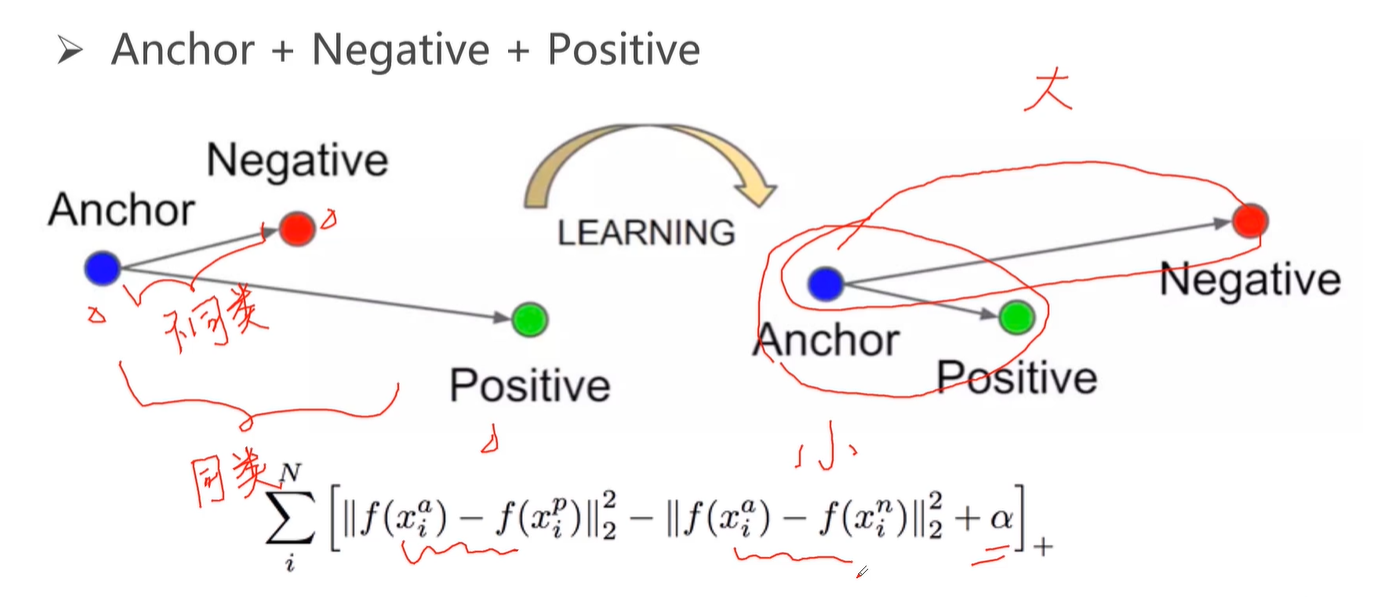 ➢ Anchor + Negative + Positive
大
Negative
Anchor
LEARNING
不同类
Negative
Anchor
Positive
Positive
同类
小
\sum_{i}^{N} \left[ \|f(x_i^a) - f(x_i^p)\|_2^2 - \|f(x_i^a) - f(x_i^n)\|_2^2 + \alpha \right]_+